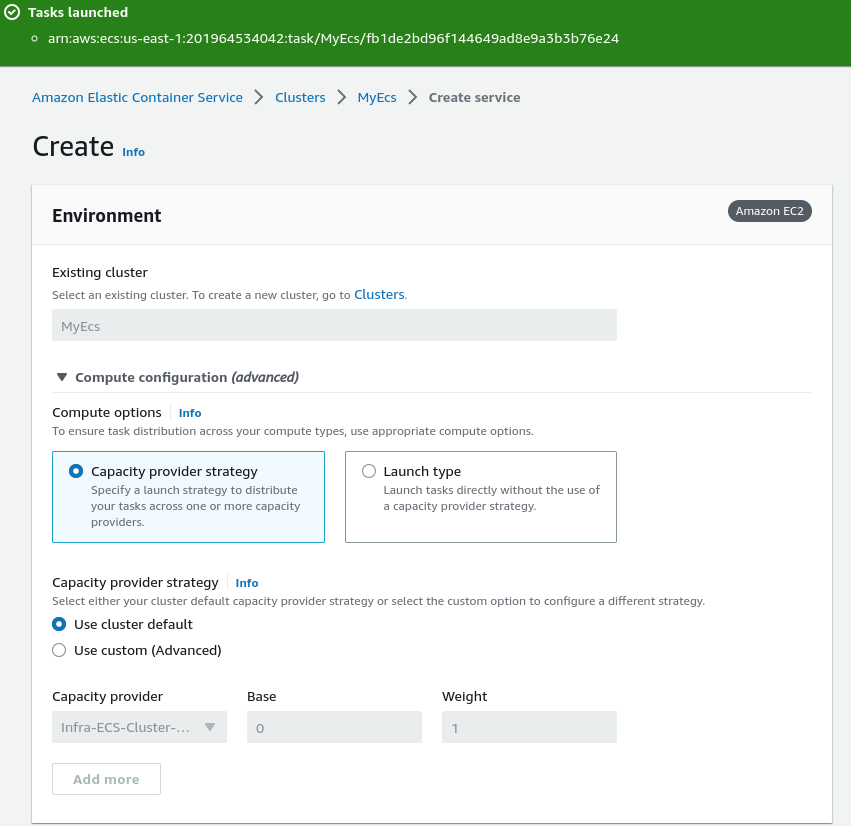 Tasks launched
arn:aws:ecs:us-east-1:201964534042:task/MyEcs/fb1de2bd96f144649ad8e9a3b3b76e24
Amazon Elastic Container Service > Clusters > MyEcs > Create service
Create Info
Environment
Amazon EC2
Existing cluster
Select an existing cluster. To create a new cluster, go to Clusters.
MyEcs
Compute configuration (advanced)
Compute options Info
To ensure task distribution across your compute types, use appropriate compute options.
Capacity provider strategy
Specify a launch strategy to distribute
your tasks across one or more capacity
providers.
Launch type
Launch tasks directly without the use of
a capacity provider strategy.
Capacity provider strategy Info
Select either your cluster default capacity provider strategy or select the custom option to configure a different strategy.
Use cluster default
Use custom (Advanced)
Capacity provider Base Weight
Infra-ECS-Cluster-... 0 1
Add more